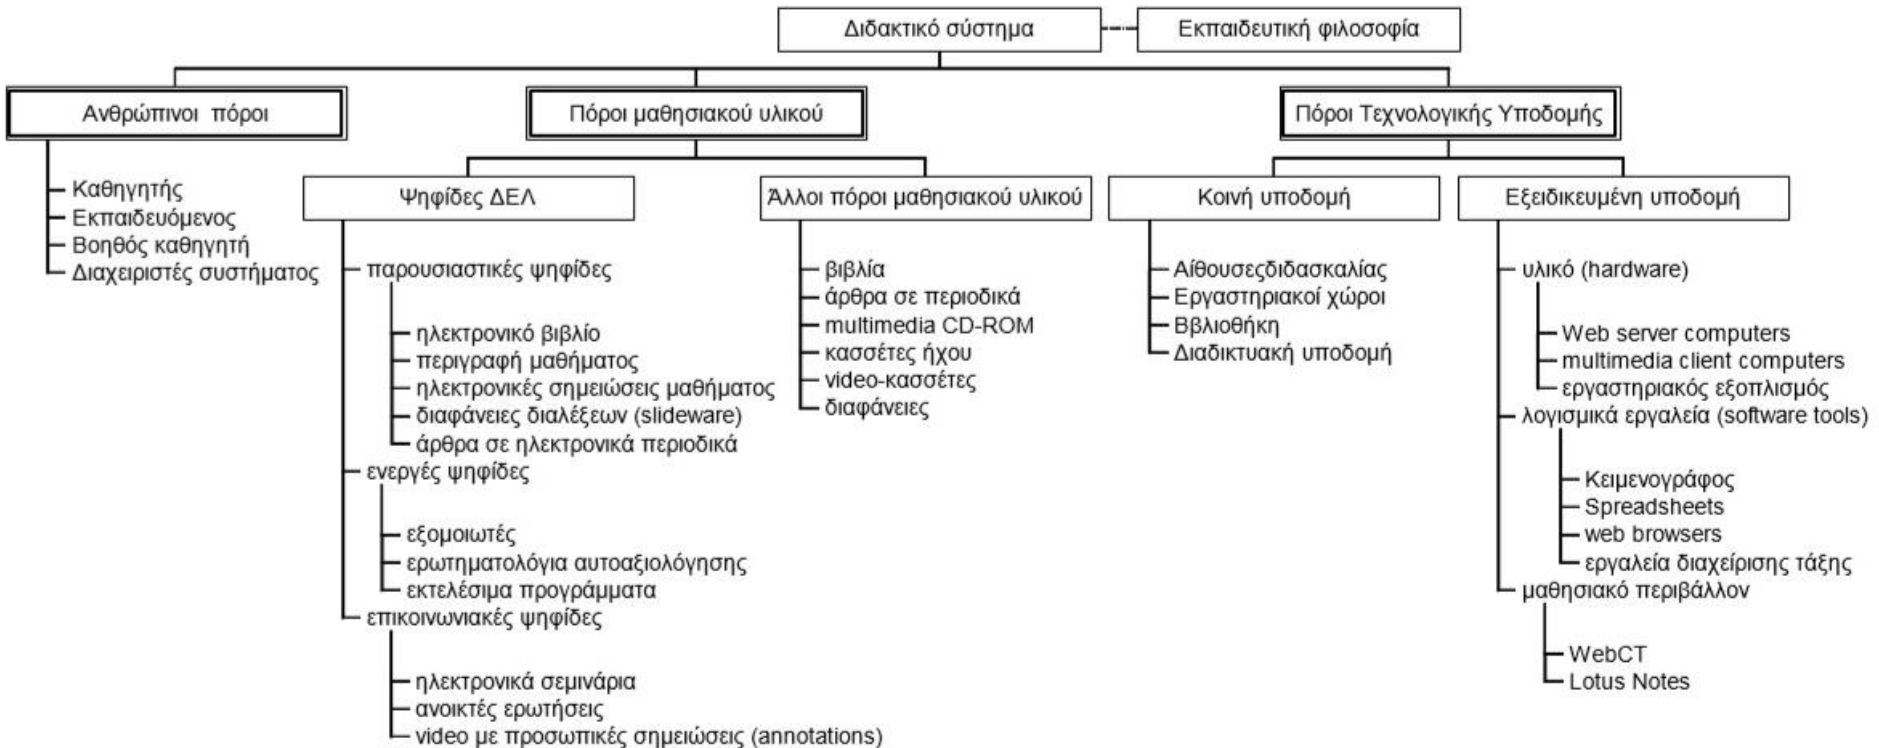 Διδακτικό σύστημα
Εκπαιδευτική φιλοσοφία
Ανθρώπινοι πόροι
Καθηγητής
Εκπαιδευόμενος
Βοηθός καθηγητή
Διαχειριστές συστήματος
Πόροι μαθησιακού υλικού
Ψηφίδες ΔΕΛ
παρουσιαστικές ψηφίδες
ηλεκτρονικό βιβλίο
περιγραφή μαθήματος
ηλεκτρονικές σημειώσεις μαθήματος
διαφάνειες διαλέξεων (slideware)
άρθρα σε ηλεκτρονικά περιοδικά
ενεργές ψηφίδες
εξομοιωτές
ερωτηματολόγια αυτοαξιολόγησης
εκτελέσιμα προγράμματα
επικοινωνιακές ψηφίδες
ηλεκτρονικά σεμινάρια
ανοικτές ερωτήσεις
video με προσωπικές σημειώσεις (annotations)
Άλλοι πόροι μαθησιακού υλικού
βιβλία
άρθρα σε περιοδικά
multimedia CD-ROM
κασσέτες ήχου
video-κασσέτες
διαφάνειες
Πόροι Τεχνολογικής Υποδομής
Κοινή υποδομή
Αίθουσεςδιδασκαλίας
Εργαστηριακοί χώροι
Ββλιοθήκη
Διαδικτυακή υποδομή
Εξειδικευμένη υποδομή
υλικό (hardware)
Web server computers
multimedia client computers
εργαστηριακός εξοπλισμός
λογισμικά εργαλεία (software tools)
Κειμενογράφος
Spreadsheets
web browsers
εργαλεία διαχείρισης τάξης
μαθησιακό περιβάλλον
WebCT
Lotus Notes